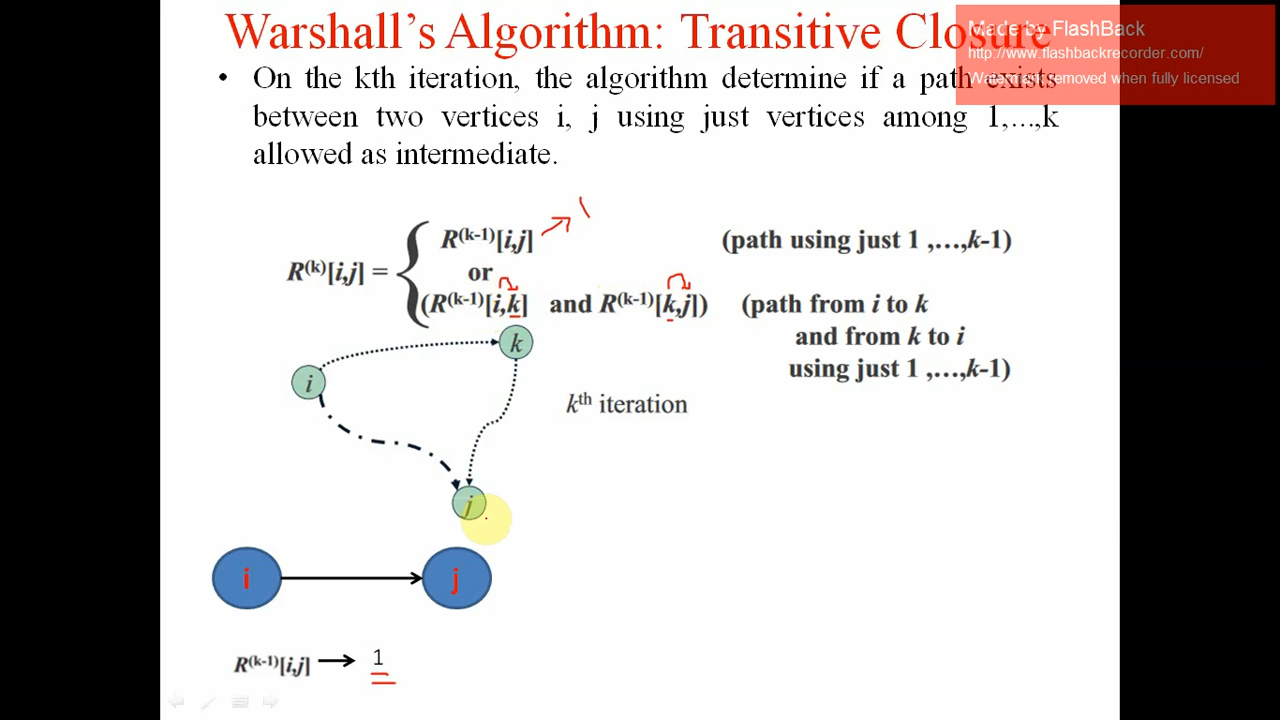 Warshall's Algorithm: Transitive Closure
Made by FlashBack
http://www.flashbackrecorder.com/
Watermark removed when fully licensed
• On the kth iteration, the algorithm determine if a path exists
between two vertices i, j using just vertices among 1,...,k
allowed as intermediate.
R(k-1)[i,j] (path using just 1 ,…,k-1)
R(k)[i,j] = { or
(R(k-1)[i,k] and R(k-1)[k,j]) (path from i to k
and from k to i
using just 1 ,…,k-1)
k
i
kth iteration
j
i j
R(k-1)[i,j] → 1